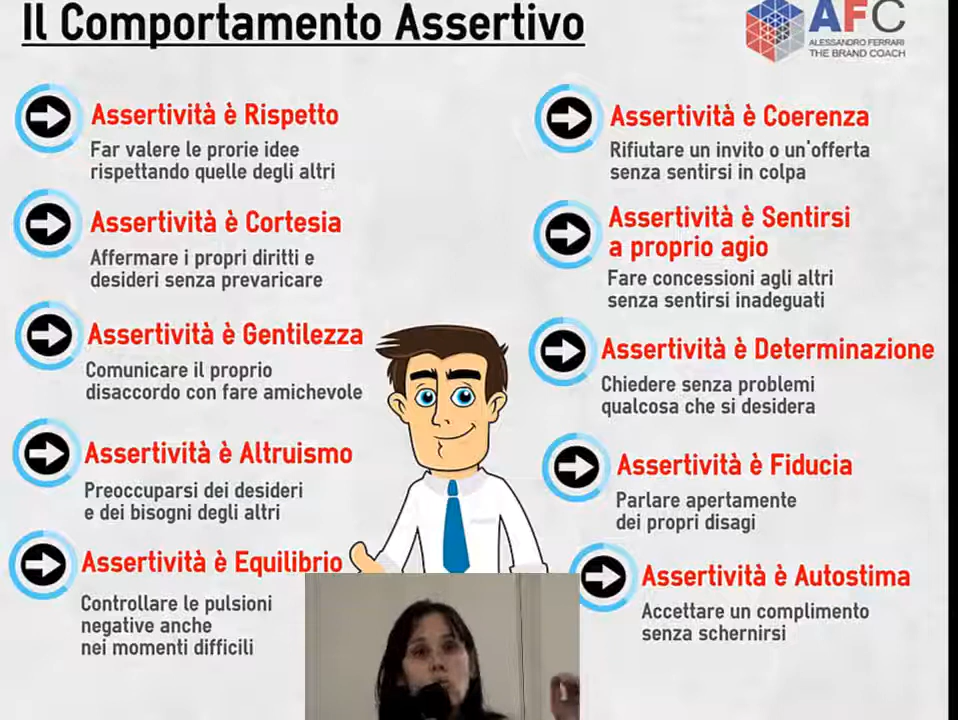 Il Comportamento Assertivo
AFC
ALESSANDRO FERRARI
THE BRAND COACH
Assertività è Rispetto
Far valere le prorie idee
rispettando quelle degli altri
Assertività è Cortesia
Affermare i propri diritti e
desideri senza prevaricare
Assertività è Gentilezza
Comunicare il proprio
disaccordo con fare amichevole
Assertività è Altruismo
Preoccuparsi dei desideri
e dei bisogni degli altri
Assertività è Equilibrio
Controllare le pulsioni
negative anche
nei momenti difficili
Assertività è Coerenza
Rifiutare un invito o un'offerta
senza sentirsi in colpa
Assertività è Sentirsi
a proprio agio
Fare concessioni agli altri
senza sentirsi inadeguati
Assertività è Determinazione
Chiedere senza problemi
qualcosa che si desidera
Assertività è Fiducia
Parlare apertamente
dei propri disagi
Assertività è Autostima
Accettare un complimento
senza schernirsi